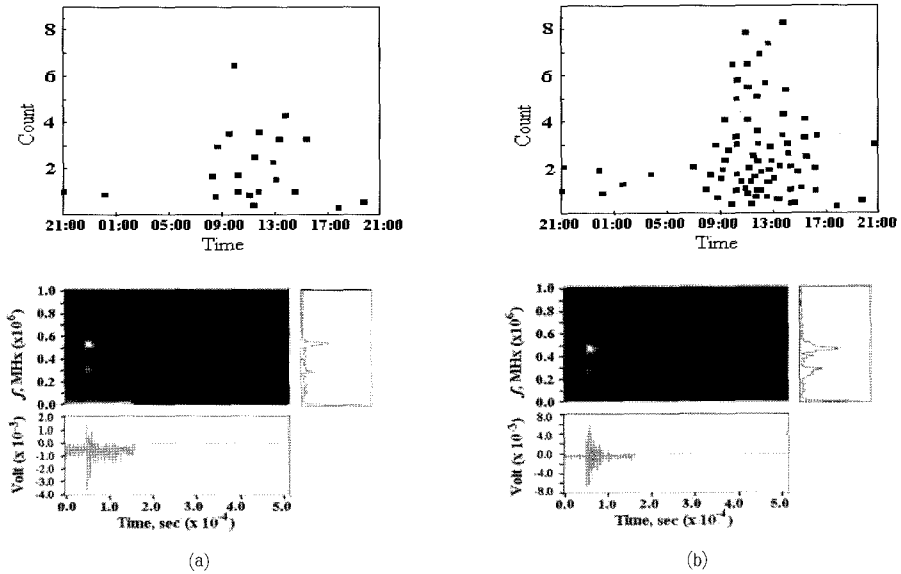 8
6
4
2
Count
21:00 01:00 05:00 09:00 13:00 17:00 21:00
Time
8
6
4
2
Count
21:00 01:00 05:00 09:00 13:00 17:00 21:00
Time
1.0
0.8
0.6
0.4
0.2
0.0
f, MHx (x10⁶)
2.0
0.0
-1.0
-2.0
-3.0
-4.0
Volt (x 10⁻³)
0.0 1.0 2.0 3.0 4.0 5.0
Time, sec (x 10⁻⁴)
1.0
0.8
0.6
0.4
0.2
0.0
f, MHx (x10⁶)
8.0
4.0
0.0
-4.0
-8.0
Volt (x 10⁻³)
0.0 1.0 2.0 3.0 4.0 5.0
Time, sec (x 10⁻⁴)
(a)
(b)